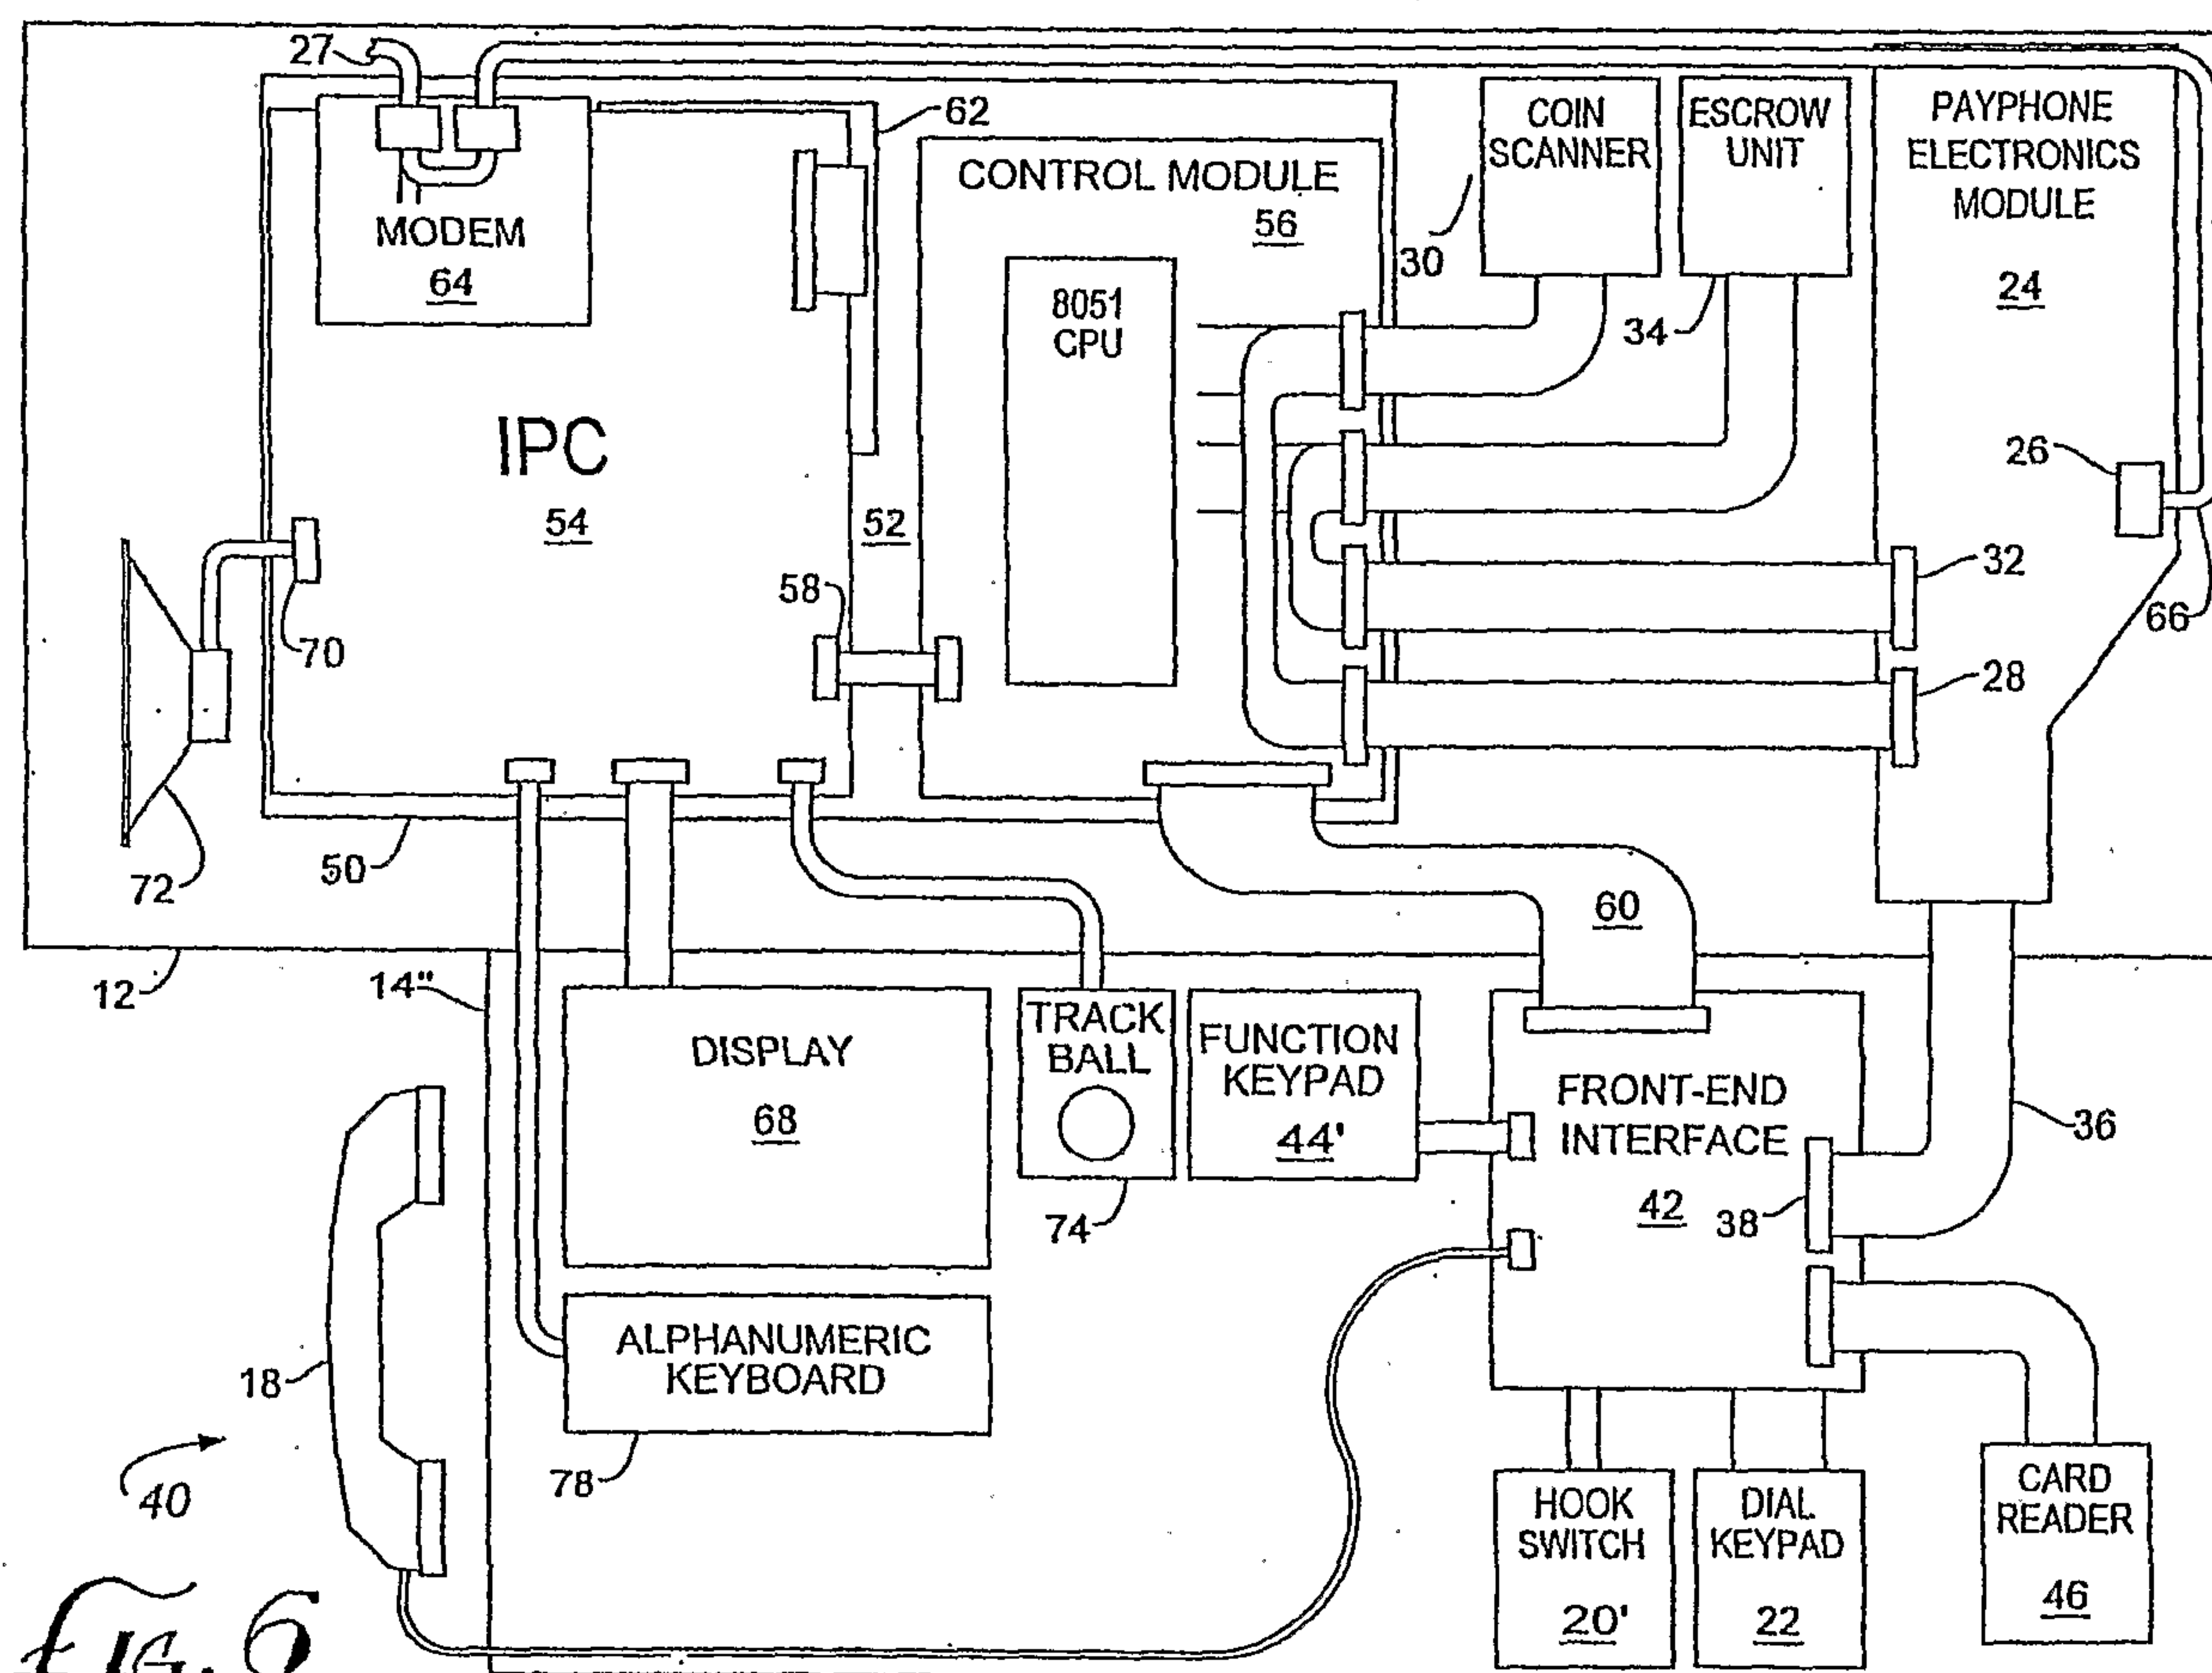 27
MODEM
64
62
CONTROL MODULE
56
8051
CPU
30
COIN
SCANNER
ESCROW
UNIT
34
PAYPHONE
ELECTRONICS
MODULE
24
26
IPC
54
52
58
70
72
50
12
32
66
28
60
14"
DISPLAY
68
TRACK
BALL
74
FUNCTION
KEYPAD
44'
FRONT-END
INTERFACE
42
38
36
18
40
ALPHANUMERIC
KEYBOARD
78
HOOK
SWITCH
20'
DIAL
KEYPAD
22
CARD
READER
46
FIG. 6